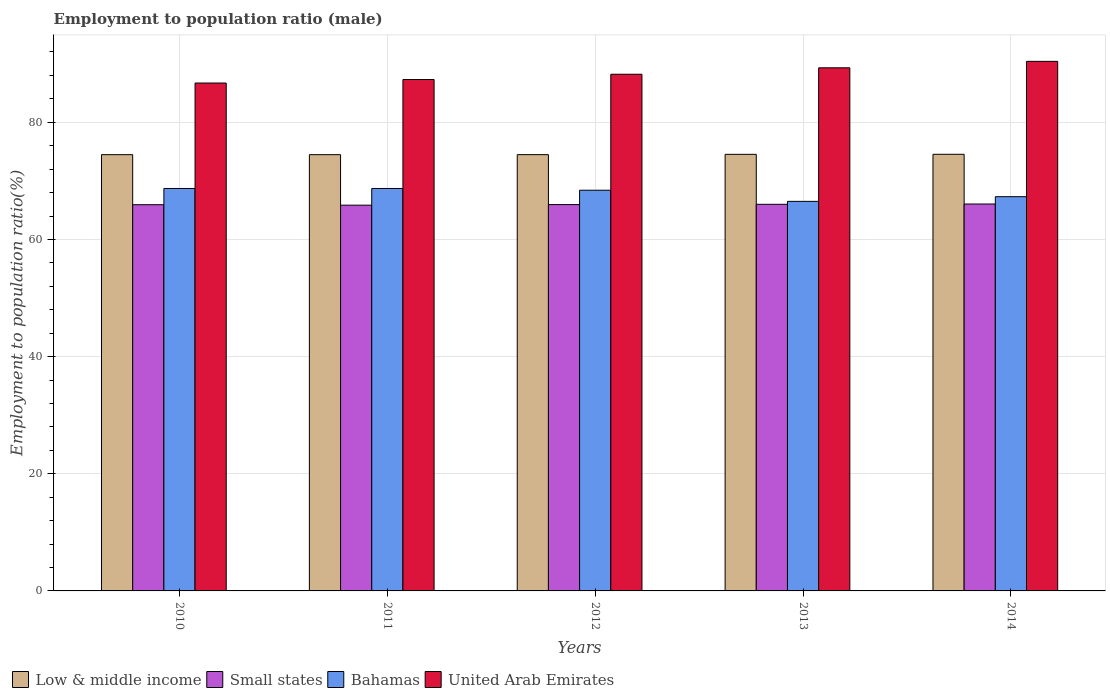 Employment to population ratio (male)
Employment to population ratio(%)
80
60
40
20
0
2010
2011
2012
2013
2014
Years
Low & middle income
Small states
Bahamas
United Arab Emirates